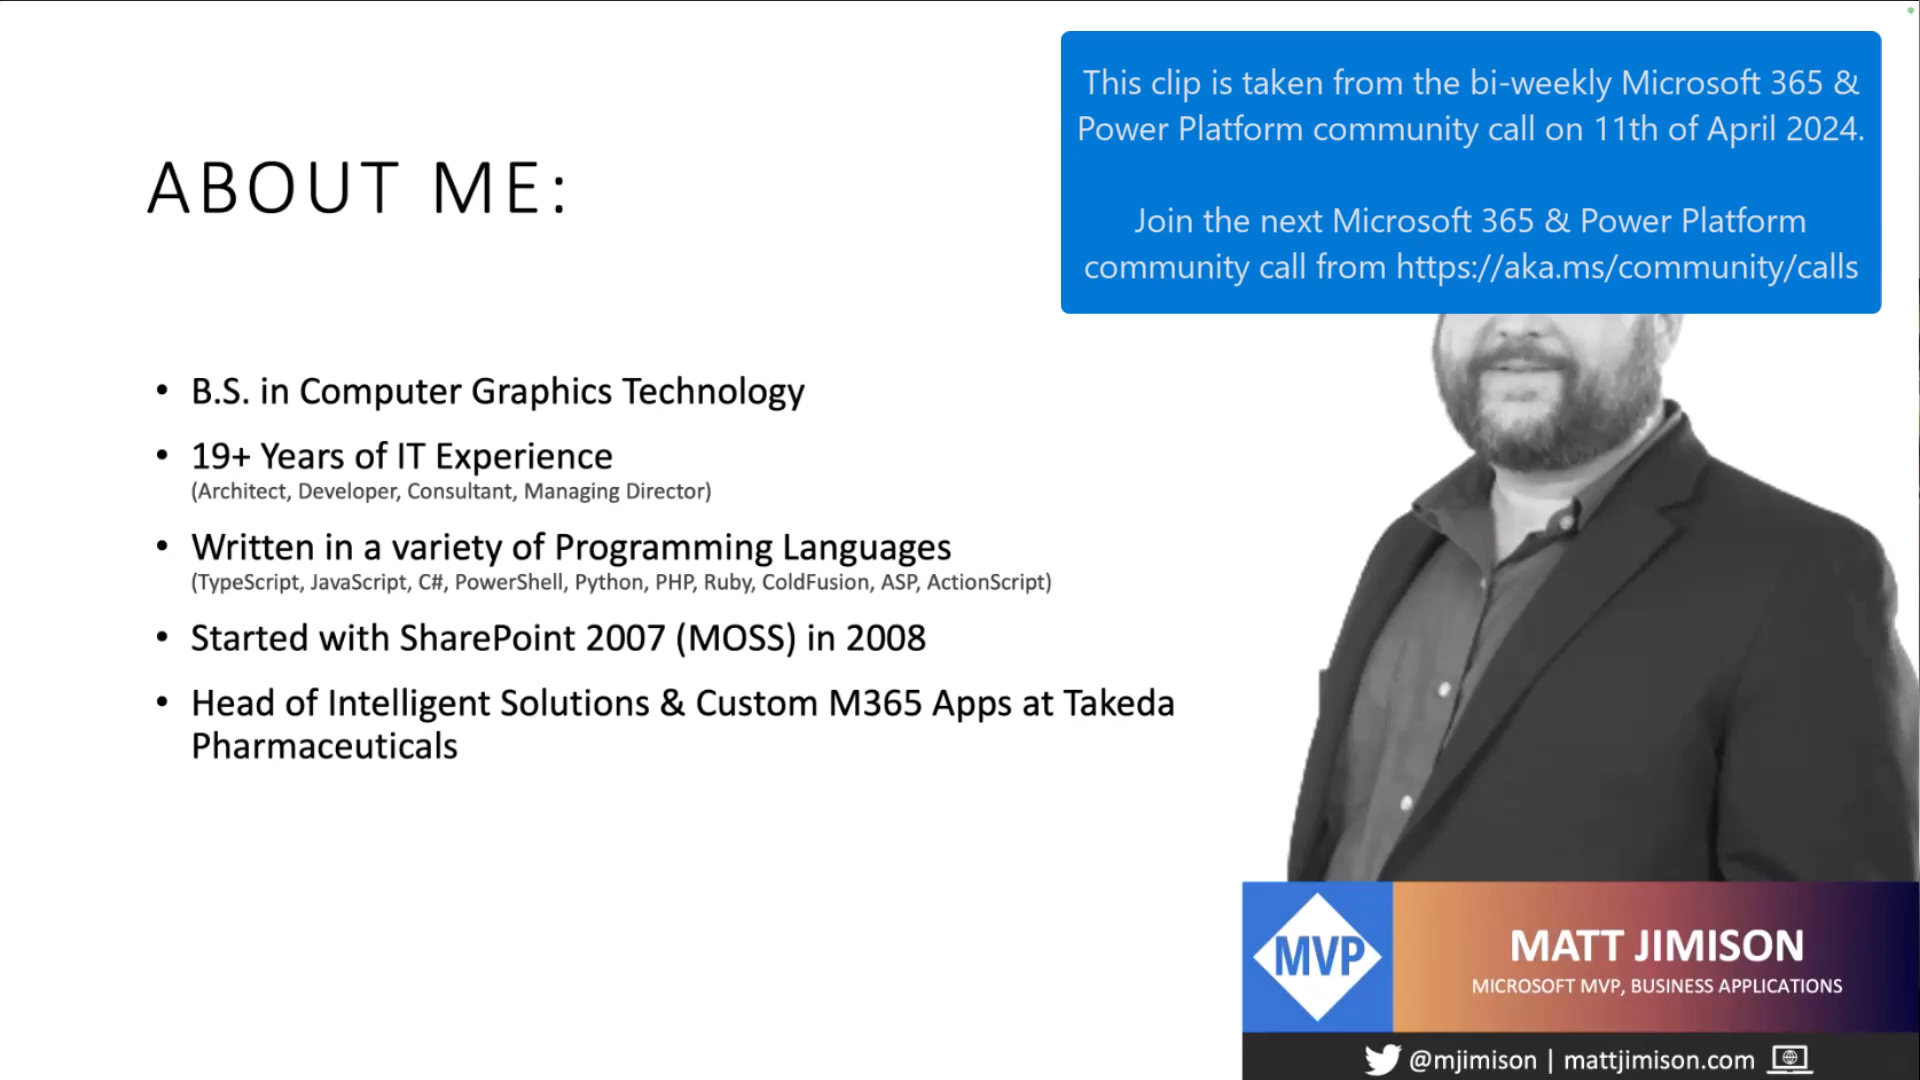 This clip is taken from the bi-weekly Microsoft 365 &
Power Platform community call on 11th of April 2024.
Join the next Microsoft 365 & Power Platform
community call from https://aka.ms/community/calls
ABOUT ME:
• B.S. in Computer Graphics Technology
• 19+ Years of IT Experience
(Architect, Developer, Consultant, Managing Director)
• Written in a variety of Programming Languages
(TypeScript, JavaScript, C#, PowerShell, Python, PHP, Ruby, ColdFusion, ASP, ActionScript)
• Started with SharePoint 2007 (MOSS) in 2008
• Head of Intelligent Solutions & Custom M365 Apps at Takeda
Pharmaceuticals
MVP
MATT JIMISON
MICROSOFT MVP, BUSINESS APPLICATIONS
@mjimison | mattjimison.com